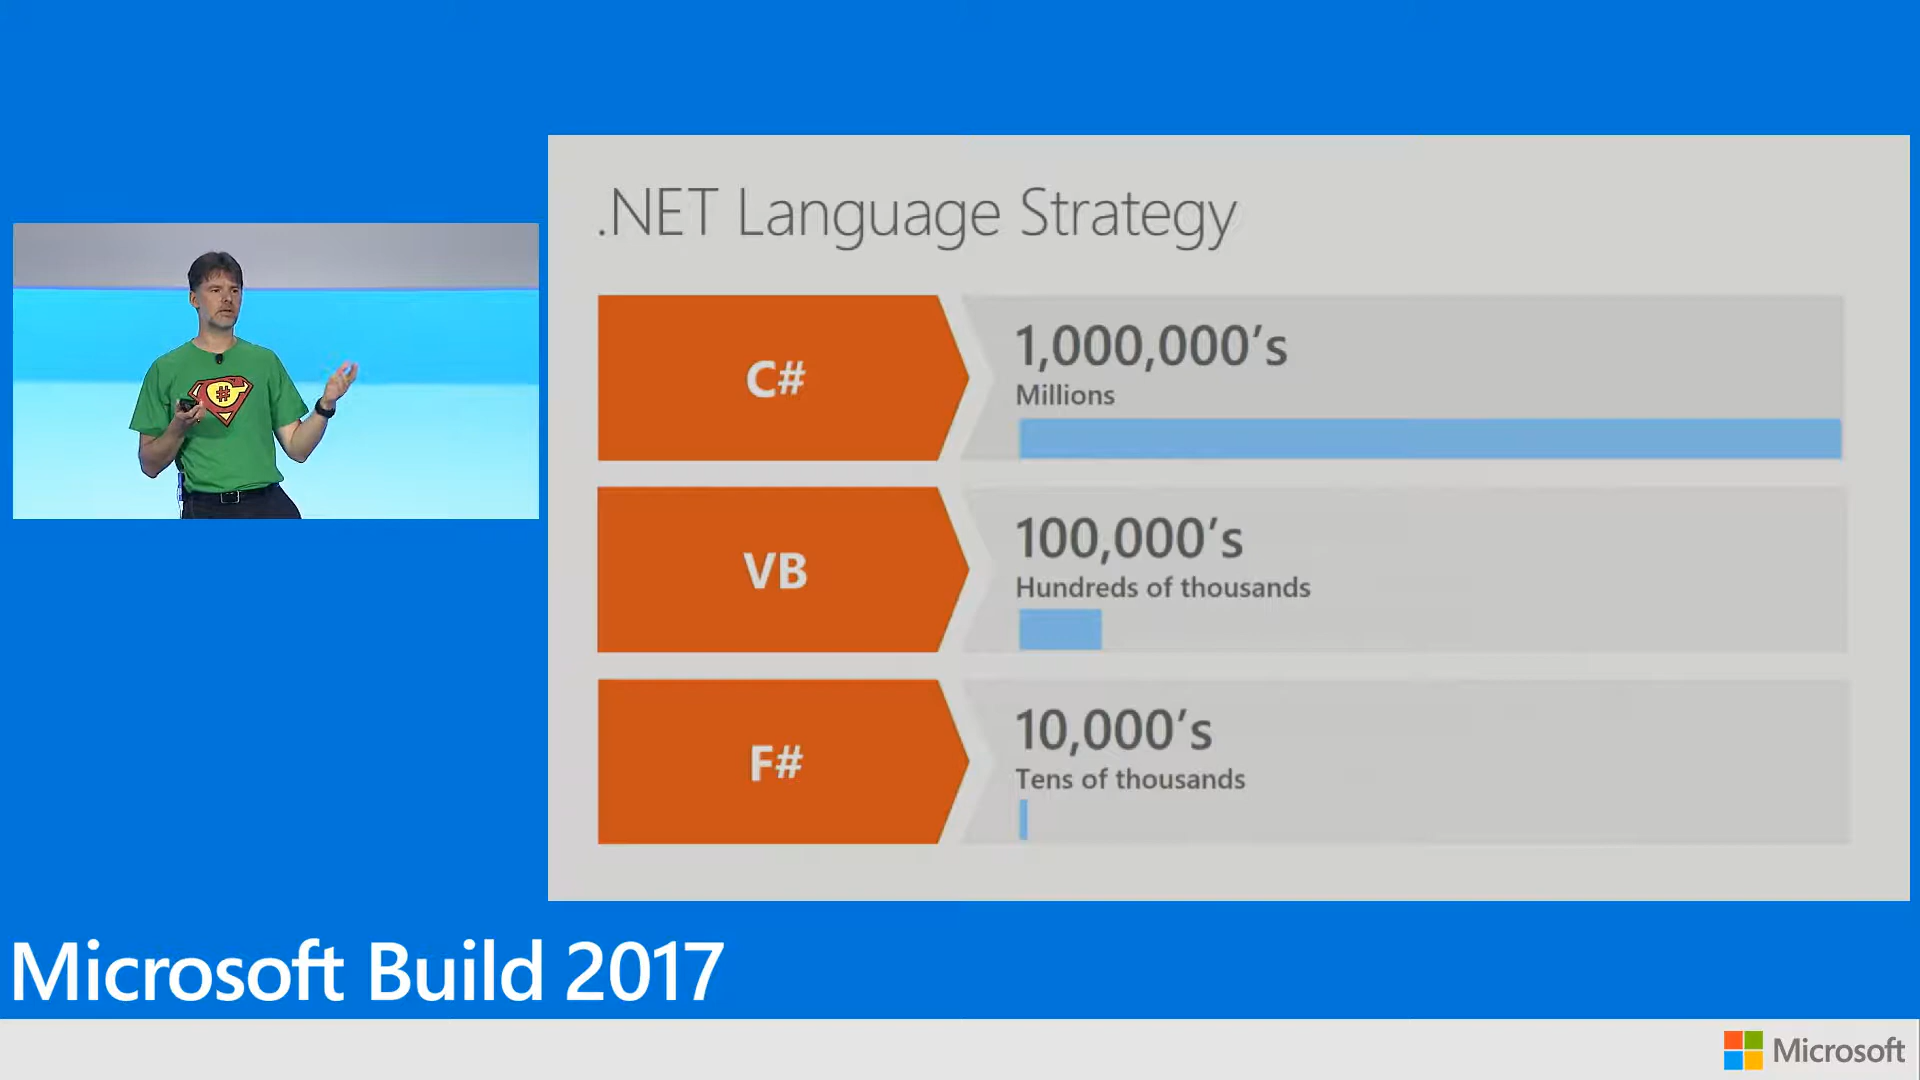 .NET Language Strategy
C#
1,000,000's
Millions
VB
100,000's
Hundreds of thousands
F#
10,000's
Tens of thousands
C#
Microsoft Build 2017
Microsoft